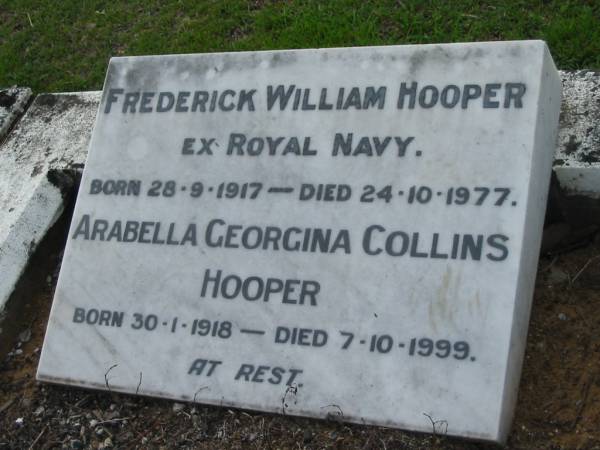 FREDERICK WILLIAM HOOPER
EX ROYAL NAVY.
BORN 28·9·1917 — DIED 24·10·1977.
ARABELLA GEORGINA COLLINS
HOOPER
BORN 30·1·1918 — DIED 7·10·1999.
AT REST.